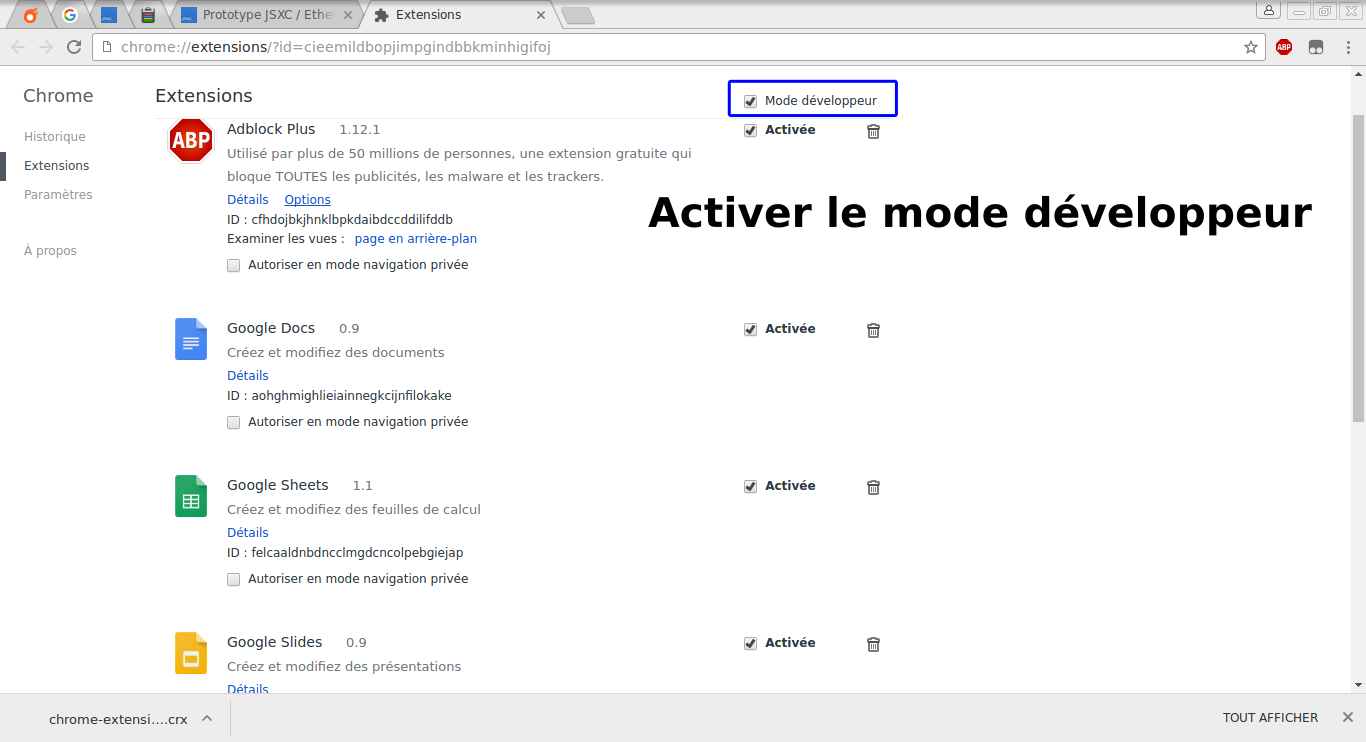 Prototype JSXC / Ethe
Extensions
chrome://extensions/?id=cieemildbopjimpgindbbkminhigifoj
ABP
Chrome
Historique
Extensions
Paramètres
À propos
Extensions
Mode développeur
ABP
Adblock Plus 1.12.1
Activée
Utilisé par plus de 50 millions de personnes, une extension gratuite qui
bloque TOUTES les publicités, les malware et les trackers.
Détails Options
ID : cfhdojbkjhnklbpkdaibdccddilifddb
Examiner les vues : page en arrière-plan
Autoriser en mode navigation privée
Activer le mode développeur
Google Docs 0.9
Activée
Créez et modifiez des documents
Détails
ID : aohghmighlieiainnegkcijnfilokake
Autoriser en mode navigation privée
Google Sheets 1.1
Activée
Créez et modifiez des feuilles de calcul
Détails
ID : felcaaldnbdncclmgdcncolpebgiejap
Autoriser en mode navigation privée
Google Slides 0.9
Activée
Créez et modifiez des présentations
Détails
chrome-extensi....crx
TOUT AFFICHER